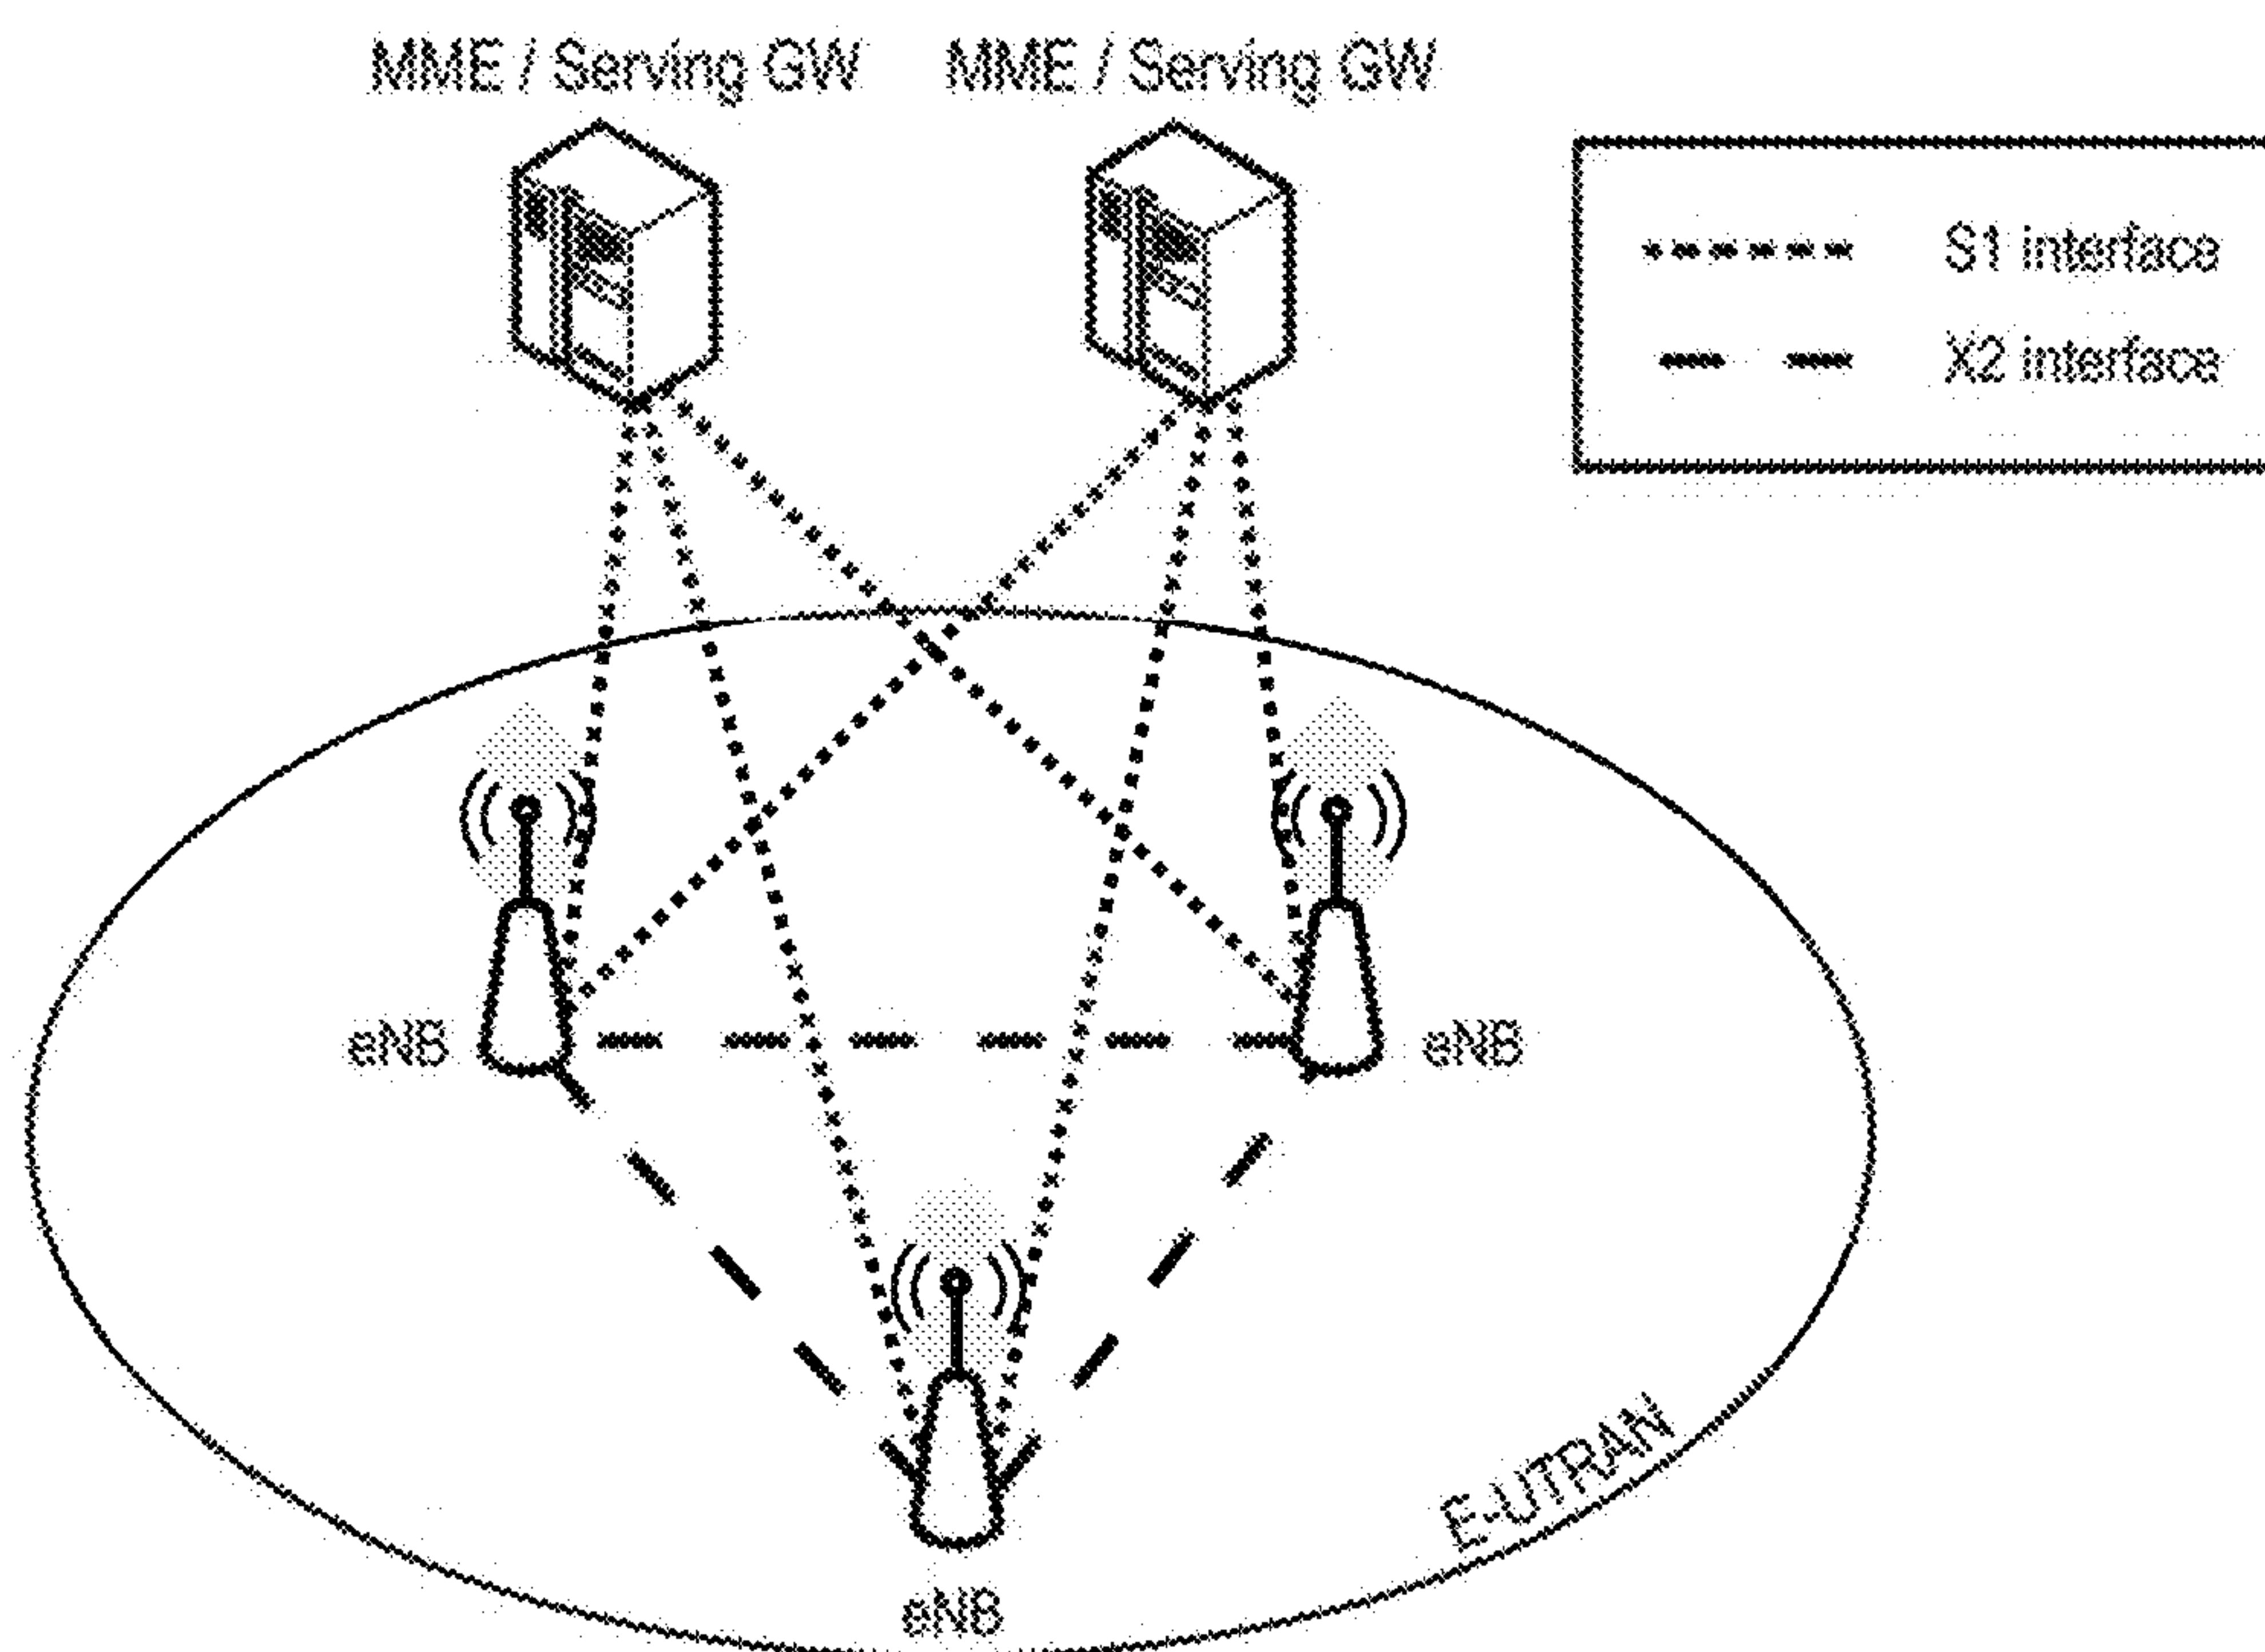 MME / Serving GW
MME / Serving GW
S1 interface
X2 interface
eNB
eNB
E-UTRAN
eNB